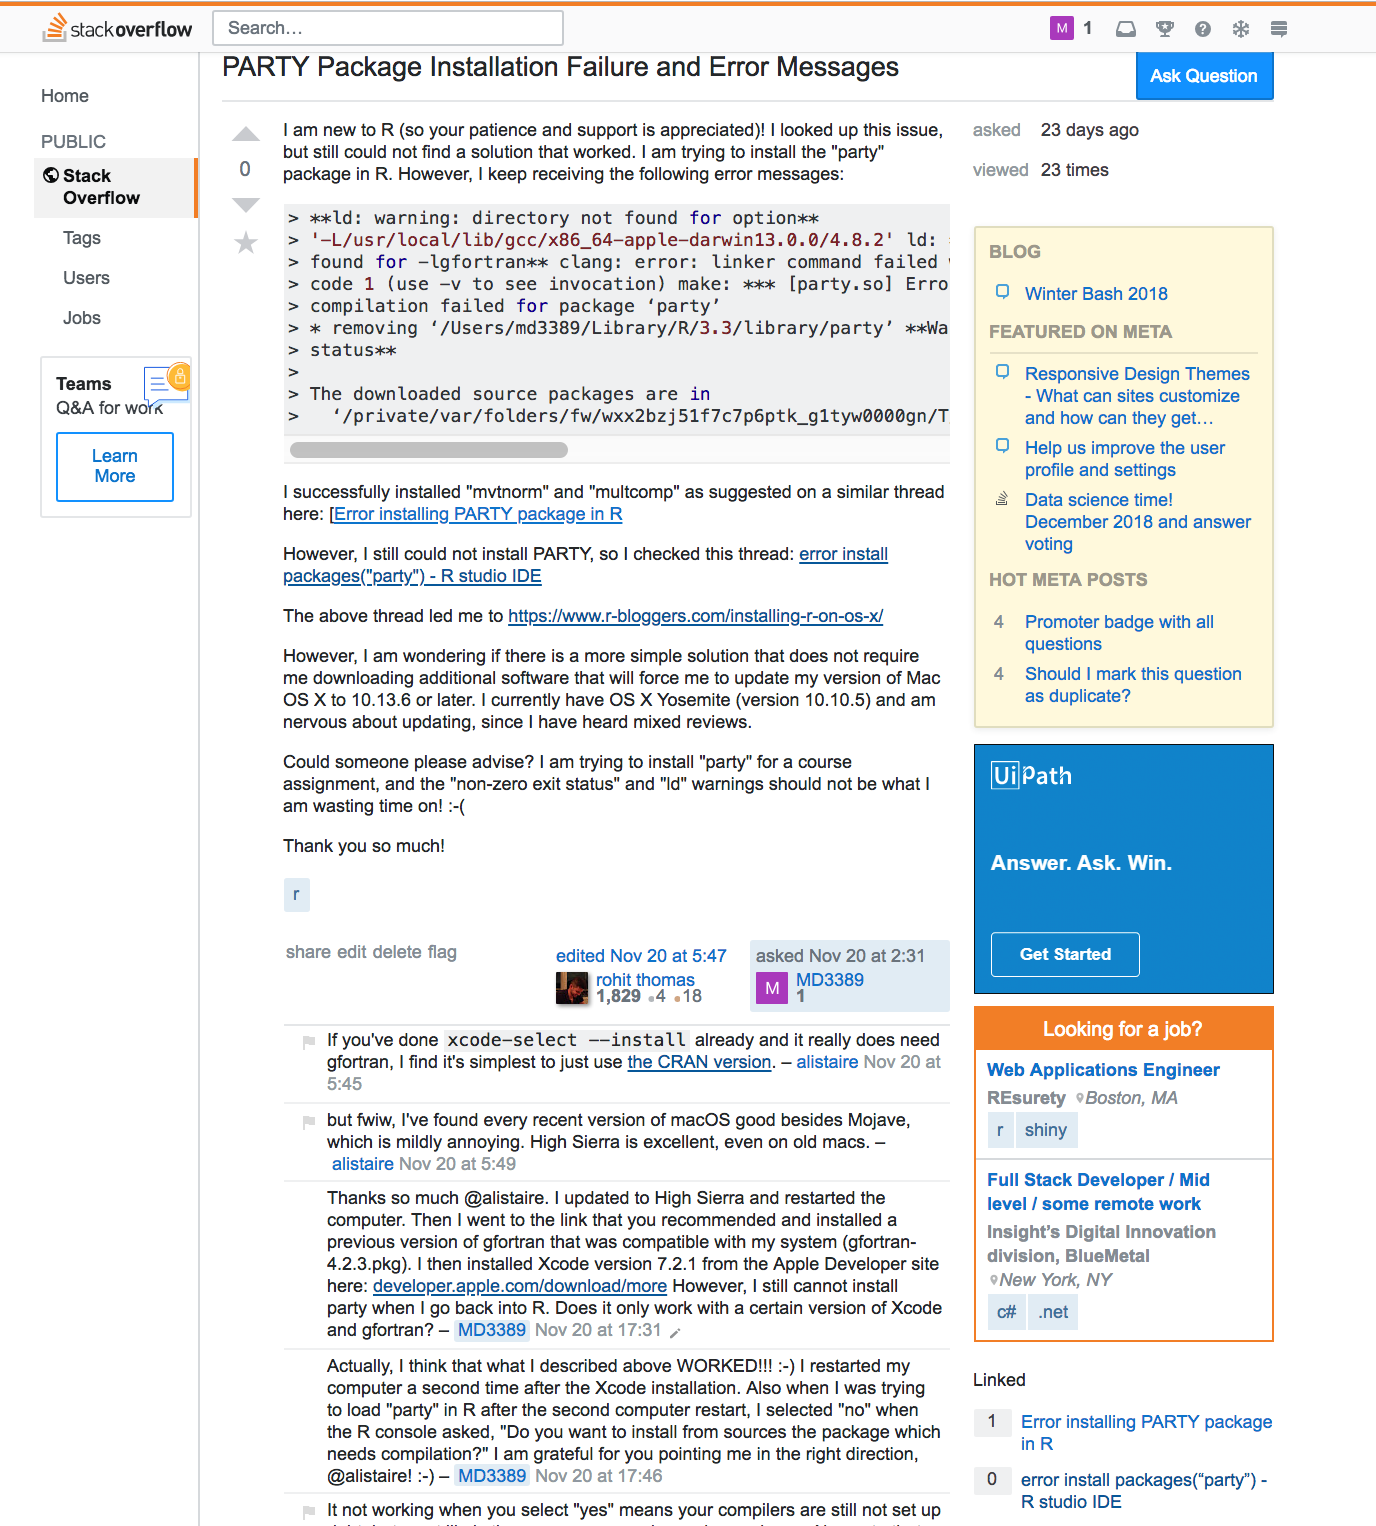 stackoverflow
Search…
M 1
PARTY Package Installation Failure and Error Messages
Ask Question
Home
PUBLIC
Stack
Overflow
Tags
Users
Jobs
Teams
Q&A for work
Learn
More
0
I am new to R (so your patience and support is appreciated)! I looked up this issue,
but still could not find a solution that worked. I am trying to install the "party"
package in R. However, I keep receiving the following error messages:
> **ld: warning: directory not found for option**
> '-L/usr/local/lib/gcc/x86_64-apple-darwin13.0.0/4.8.2' ld:
> found for -lgfortran** clang: error: linker command failed
> code 1 (use -v to see invocation) make: *** [party.so] Erro
> compilation failed for package ‘party’
> * removing ‘/Users/md3389/Library/R/3.3/library/party’ **Wa
> status**
>
> The downloaded source packages are in
>   ‘/private/var/folders/fw/wxx2bzj51f7c7p6ptk_g1tyw0000gn/T
I successfully installed "mvtnorm" and "multcomp" as suggested on a similar thread
here: [Error installing PARTY package in R
However, I still could not install PARTY, so I checked this thread: error install
packages("party") - R studio IDE
The above thread led me to https://www.r-bloggers.com/installing-r-on-os-x/
However, I am wondering if there is a more simple solution that does not require
me downloading additional software that will force me to update my version of Mac
OS X to 10.13.6 or later. I currently have OS X Yosemite (version 10.10.5) and am
nervous about updating, since I have heard mixed reviews.
Could someone please advise? I am trying to install "party" for a course
assignment, and the "non-zero exit status" and "ld" warnings should not be what I
am wasting time on! :-(
Thank you so much!
r
share edit delete flag
edited Nov 20 at 5:47
rohit thomas
1,829 4 18
asked Nov 20 at 2:31
M MD3389
1
If you've done xcode-select --install already and it really does need
gfortran, I find it's simplest to just use the CRAN version. – alistaire Nov 20 at
5:45
but fwiw, I've found every recent version of macOS good besides Mojave,
which is mildly annoying. High Sierra is excellent, even on old macs. –
alistaire Nov 20 at 5:49
Thanks so much @alistaire. I updated to High Sierra and restarted the
computer. Then I went to the link that you recommended and installed a
previous version of gfortran that was compatible with my system (gfortran-
4.2.3.pkg). I then installed Xcode version 7.2.1 from the Apple Developer site
here: developer.apple.com/download/more However, I still cannot install
party when I go back into R. Does it only work with a certain version of Xcode
and gfortran? – MD3389 Nov 20 at 17:31
Actually, I think that what I described above WORKED!!! :-) I restarted my
computer a second time after the Xcode installation. Also when I was trying
to load "party" in R after the second computer restart, I selected "no" when
the R console asked, "Do you want to install from sources the package which
needs compilation?" I am grateful for you pointing me in the right direction,
@alistaire! :-) – MD3389 Nov 20 at 17:46
It not working when you select "yes" means your compilers are still not set up
asked 23 days ago
viewed 23 times
BLOG
Winter Bash 2018
FEATURED ON META
Responsive Design Themes
- What can sites customize
and how can they get…
Help us improve the user
profile and settings
Data science time!
December 2018 and answer
voting
HOT META POSTS
4 Promoter badge with all
questions
4 Should I mark this question
as duplicate?
UiPath
Answer. Ask. Win.
Get Started
Looking for a job?
Web Applications Engineer
REsurety Boston, MA
r shiny
Full Stack Developer / Mid
level / some remote work
Insight's Digital Innovation
division, BlueMetal
New York, NY
c# .net
Linked
1 Error installing PARTY package
in R
0 error install packages(“party”) -
R studio IDE